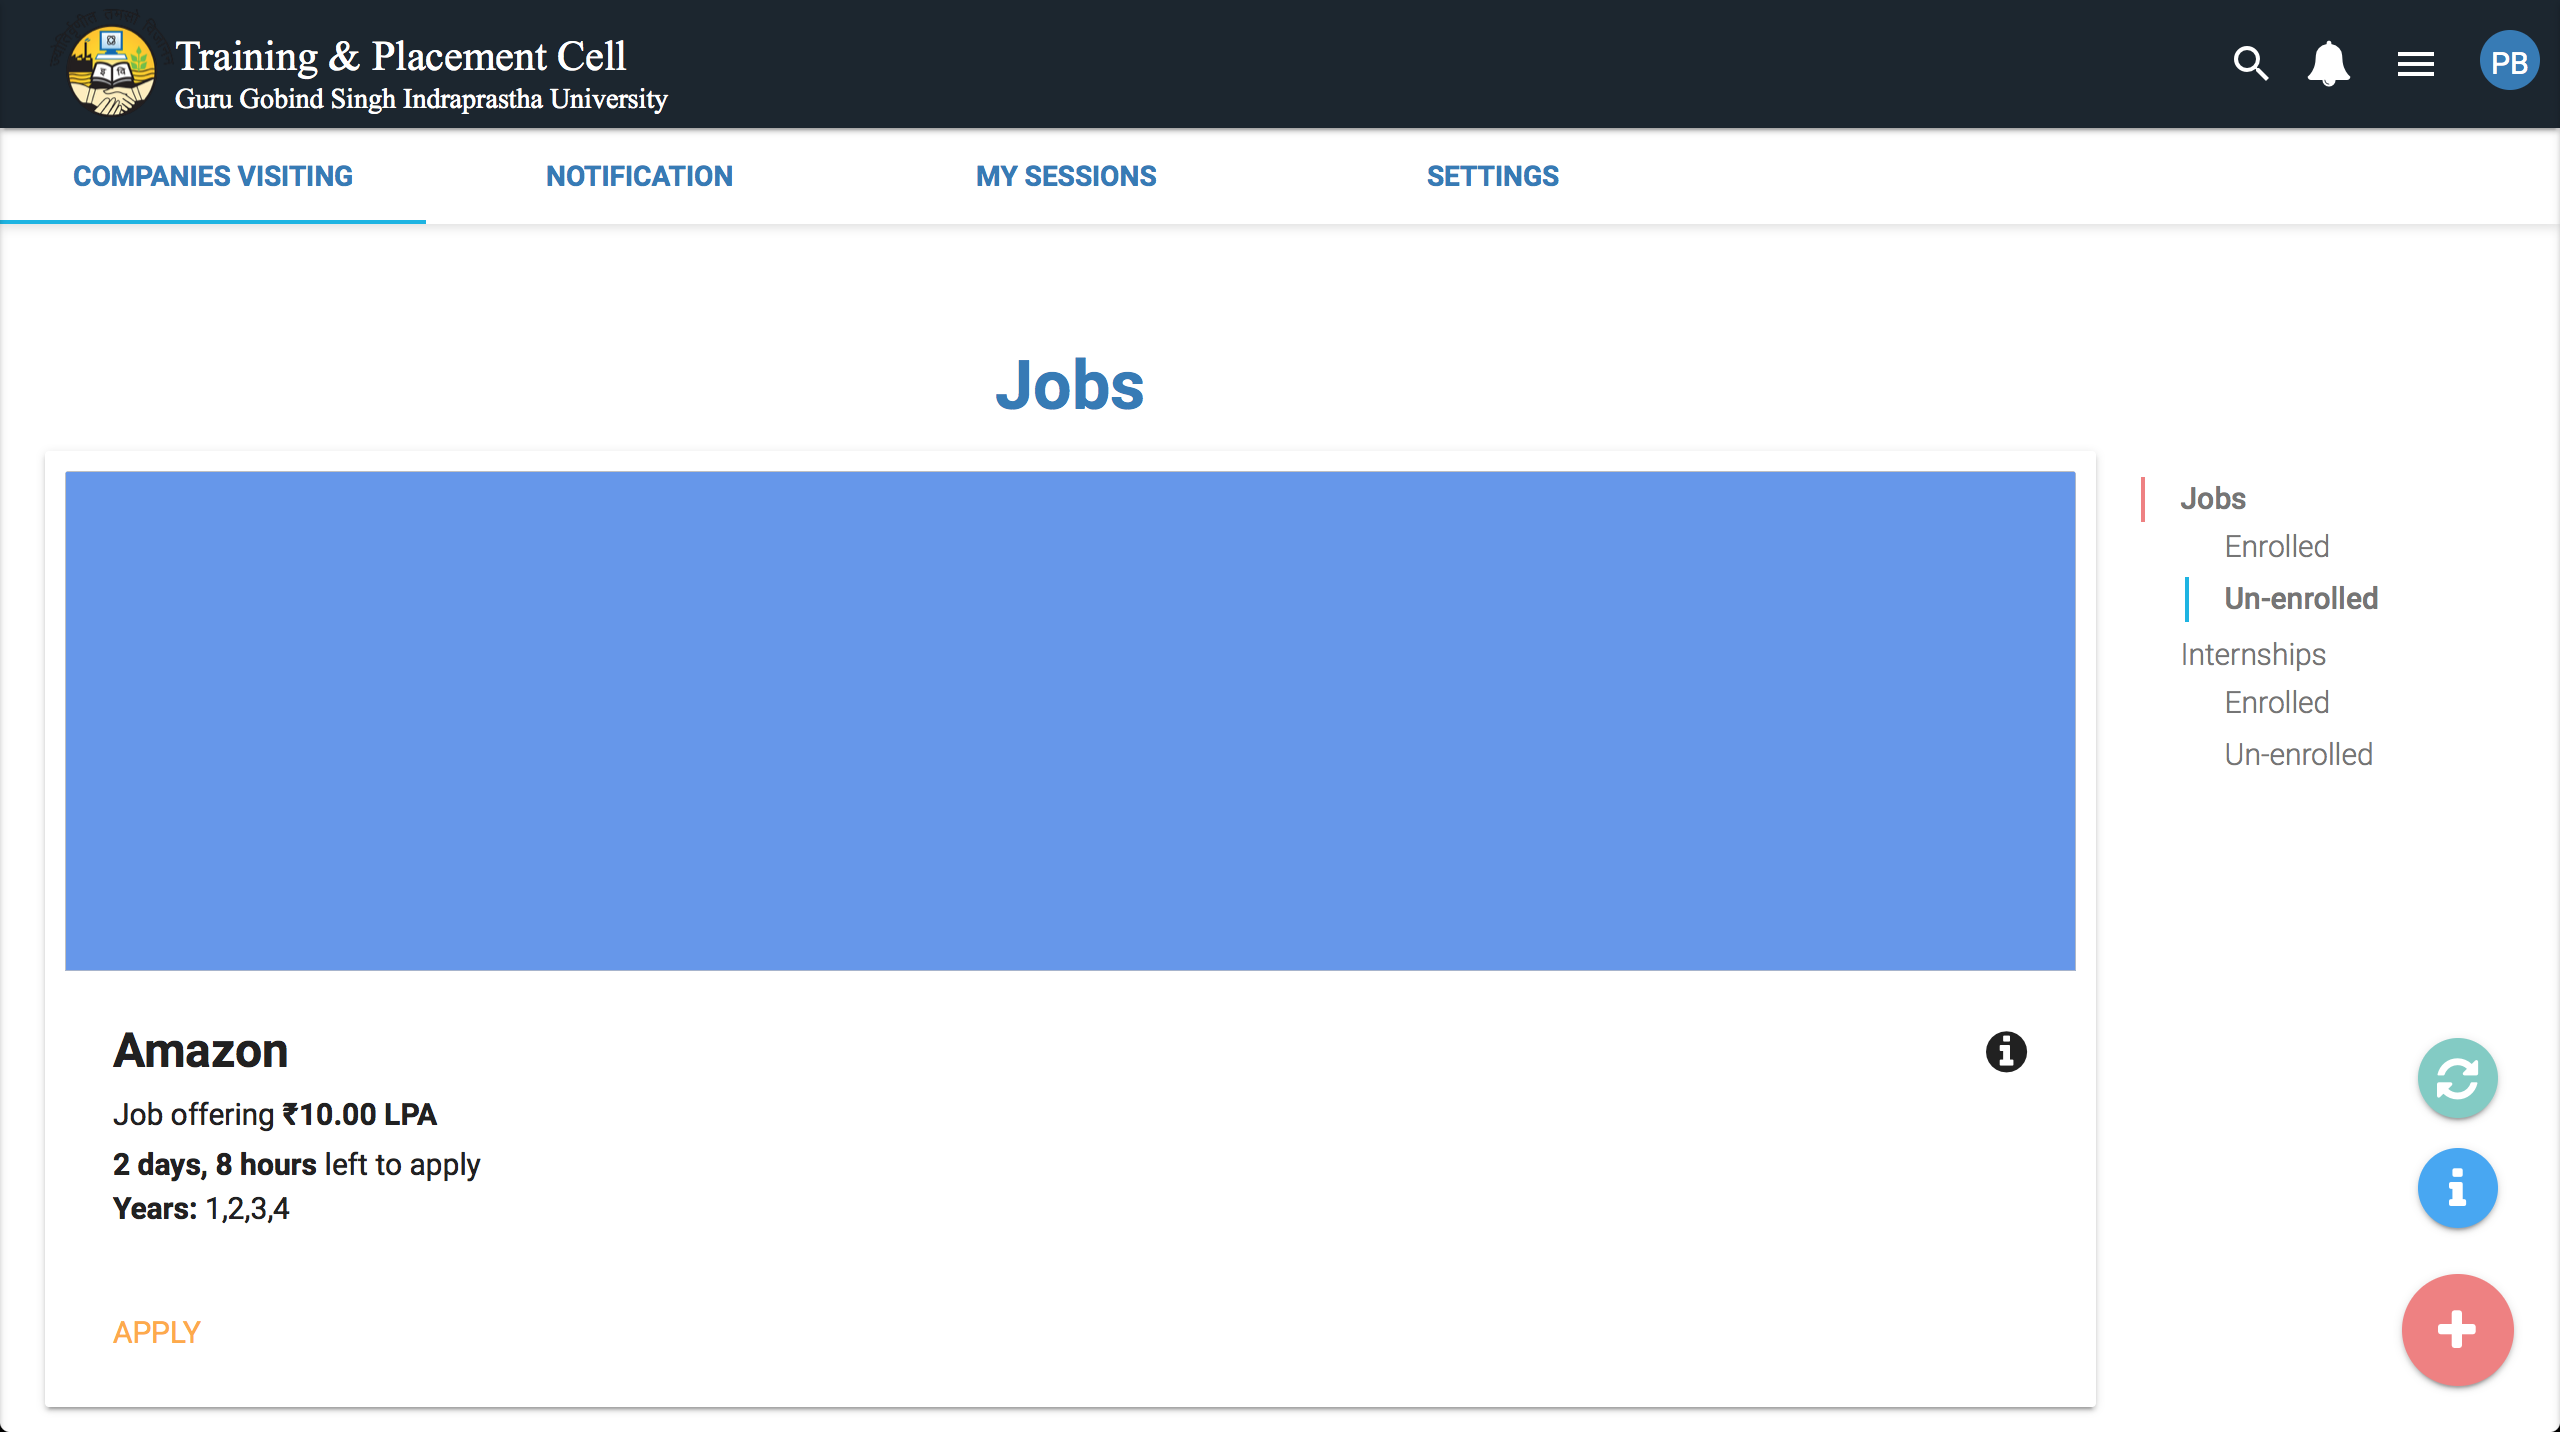 Training & Placement Cell
Guru Gobind Singh Indraprastha University
PB
COMPANIES VISITING
NOTIFICATION
MY SESSIONS
SETTINGS
Jobs
Jobs
Enrolled
Un-enrolled
Internships
Enrolled
Un-enrolled
Amazon
Job offering ₹10.00 LPA
2 days, 8 hours left to apply
Years: 1,2,3,4
APPLY